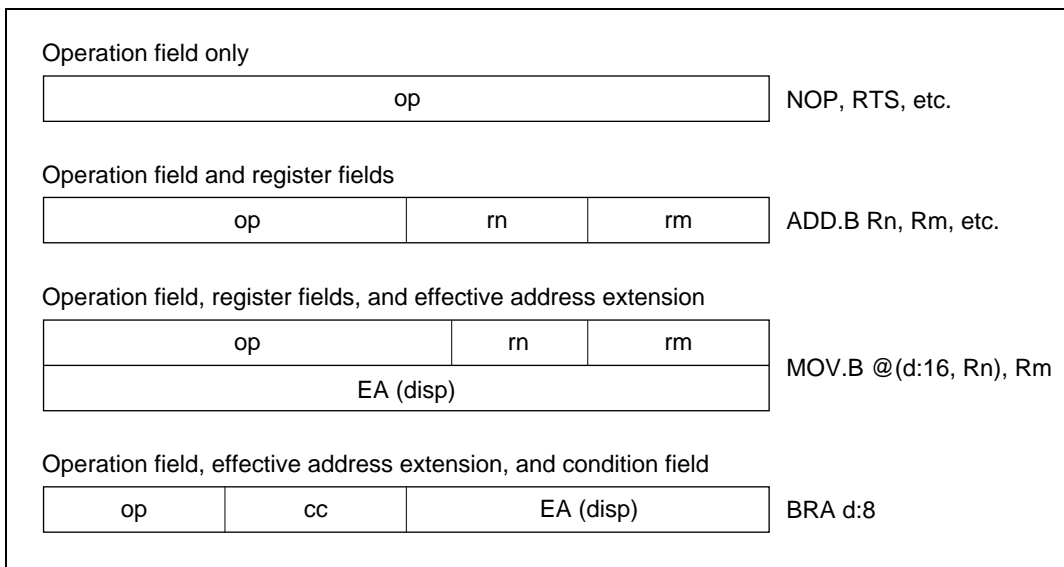 Operation field only
op
NOP, RTS, etc.
Operation field and register fields
op rn rm
ADD.B Rn, Rm, etc.
Operation field, register fields, and effective address extension
op rn rm
EA (disp)
MOV.B @(d:16, Rn), Rm
Operation field, effective address extension, and condition field
op cc EA (disp)
BRA d:8